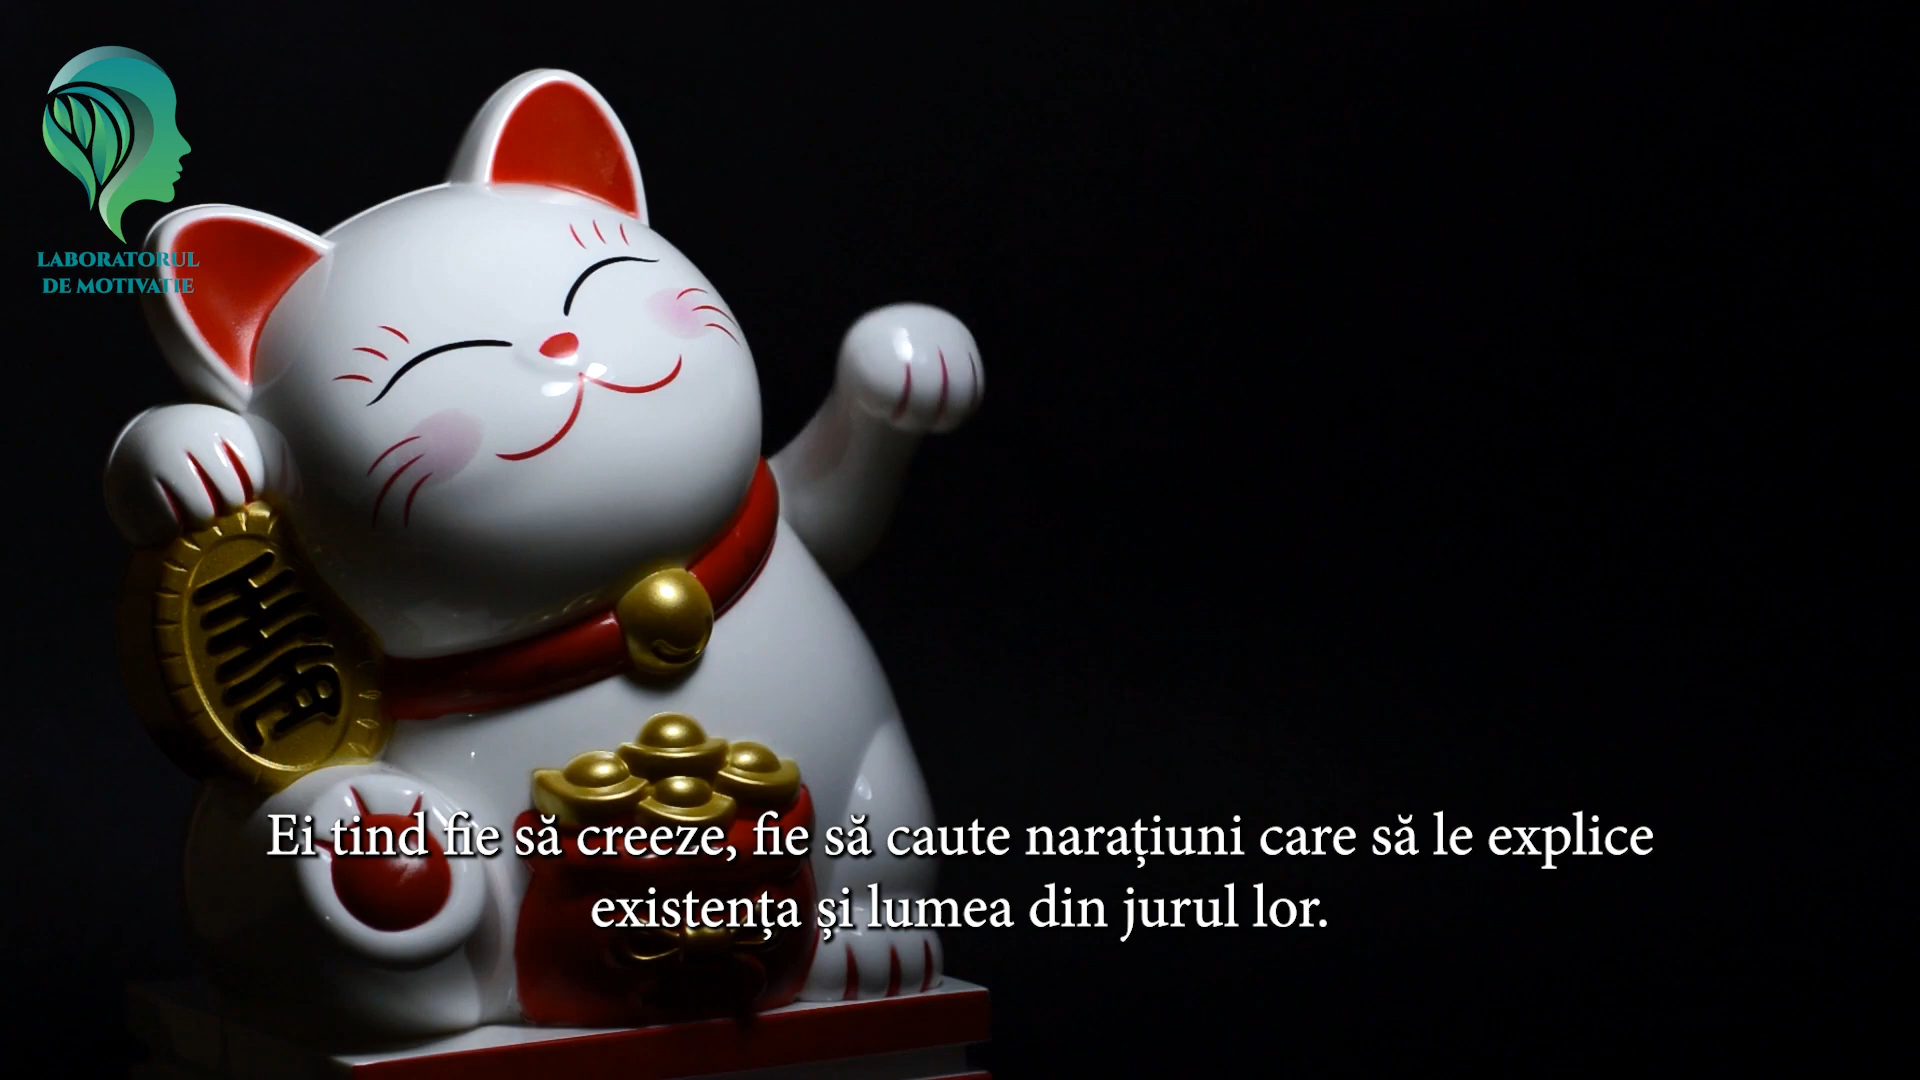 LABORATORUL
DE MOTIVATIE
Ei tind fie să creeze, fie să caute narațiuni care să le explice
existența și lumea din jurul lor.